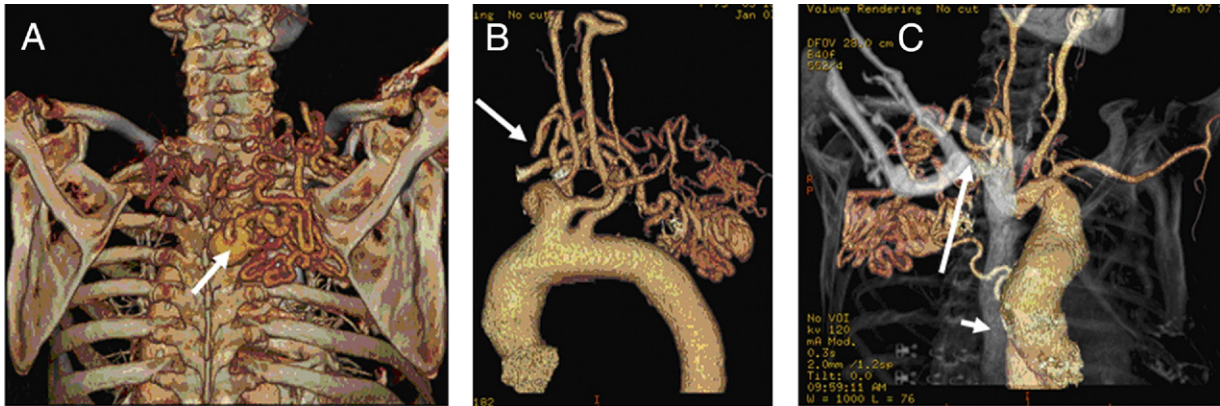 A
B
ing No cut
Jan 0
182
I
C
Volume Rendering No cut
Jan 07
DFOV 28.0 cm
B40f
R
P
No VOI
kv 120
mA Mod.
0.3s
2.0mm /1.2sp
Tilt: 0.0
09:59:11 AM
W = 1000 L = 76